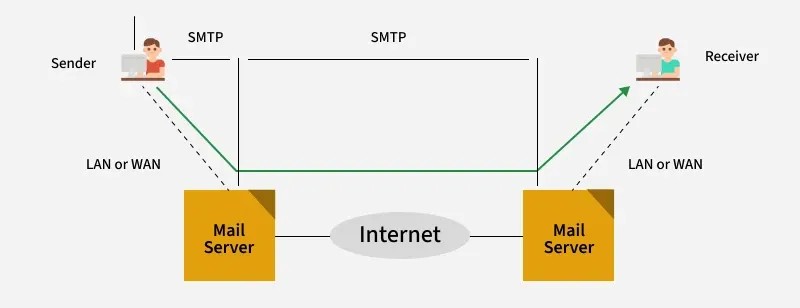 SMTP
SMTP
Sender
Receiver
LAN or WAN
LAN or WAN
Mail
Server
Internet
Mail
Server